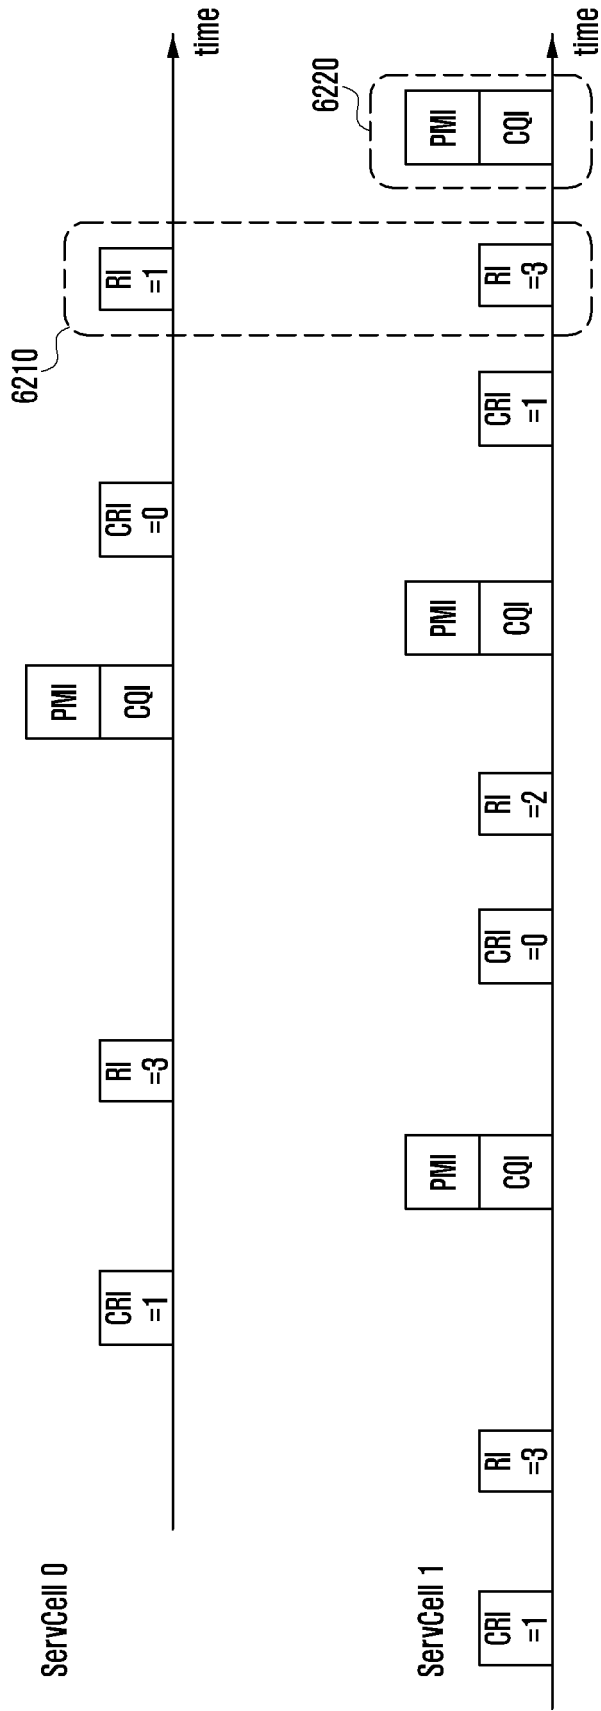 6210
ServCell 0
CRI
=1
RI
=3
PMI
CQI
CRI
=0
RI
=1
time
6220
ServCell 1
CRI
=1
RI
=3
PMI
CQI
CRI
=0
RI
=2
PMI
CQI
CRI
=1
RI
=3
PMI
CQI
time